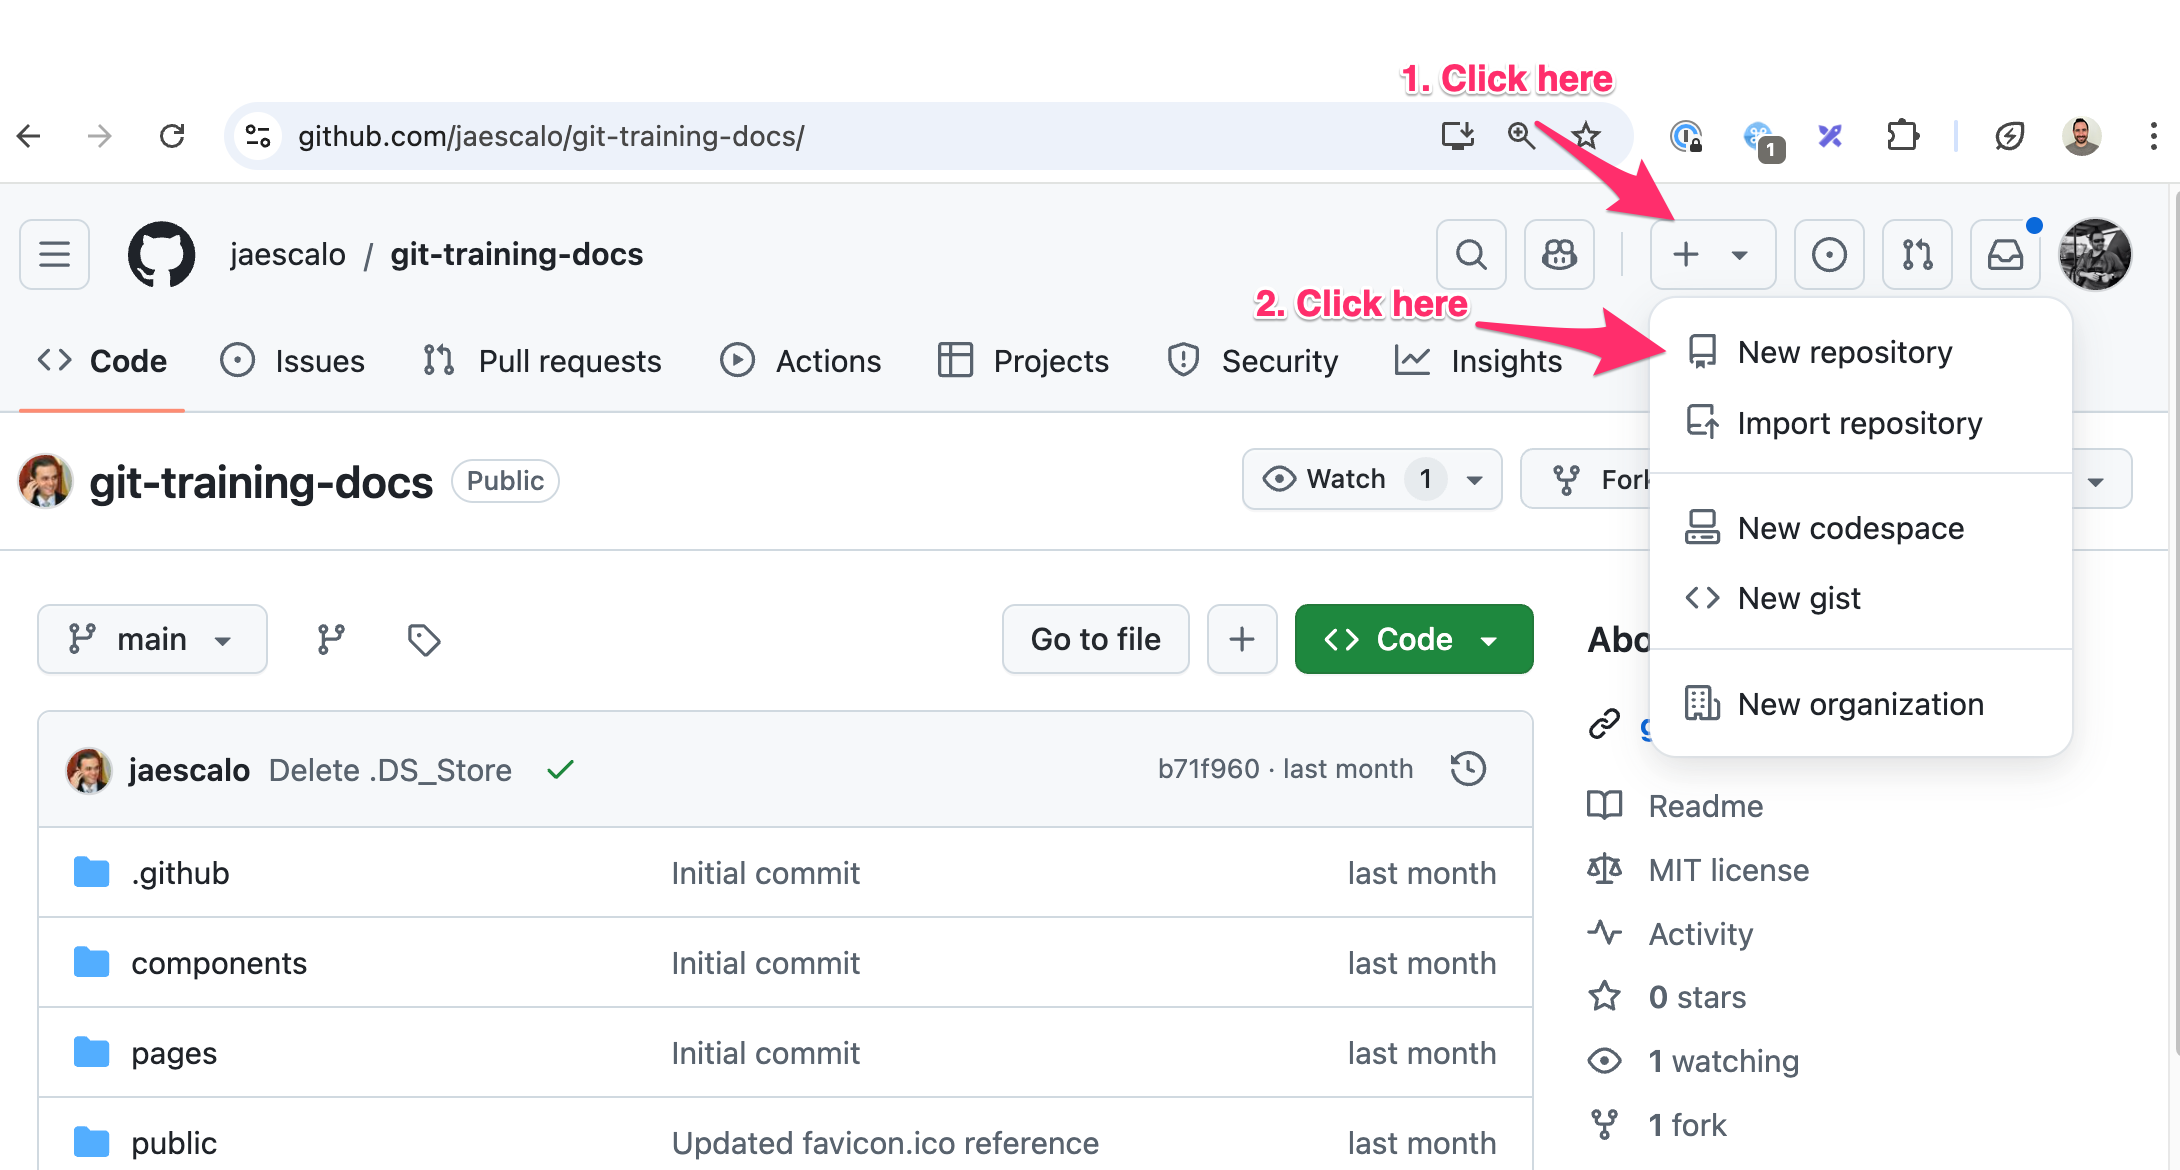 1. Click here
github.com/jaescalo/git-training-docs/
1
jaescalo / git-training-docs
2. Click here
Code Issues Pull requests Actions Projects Security Insights
New repository
Import repository
New codespace
New gist
New organization
git-training-docs Public
Watch 1
main
Go to file
Code
jaescalo Delete .DS_Store b71f960 · last month
.github Initial commit last month
components Initial commit last month
pages Initial commit last month
public Updated favicon.ico reference last month
Readme
MIT license
Activity
0 stars
1 watching
1 fork